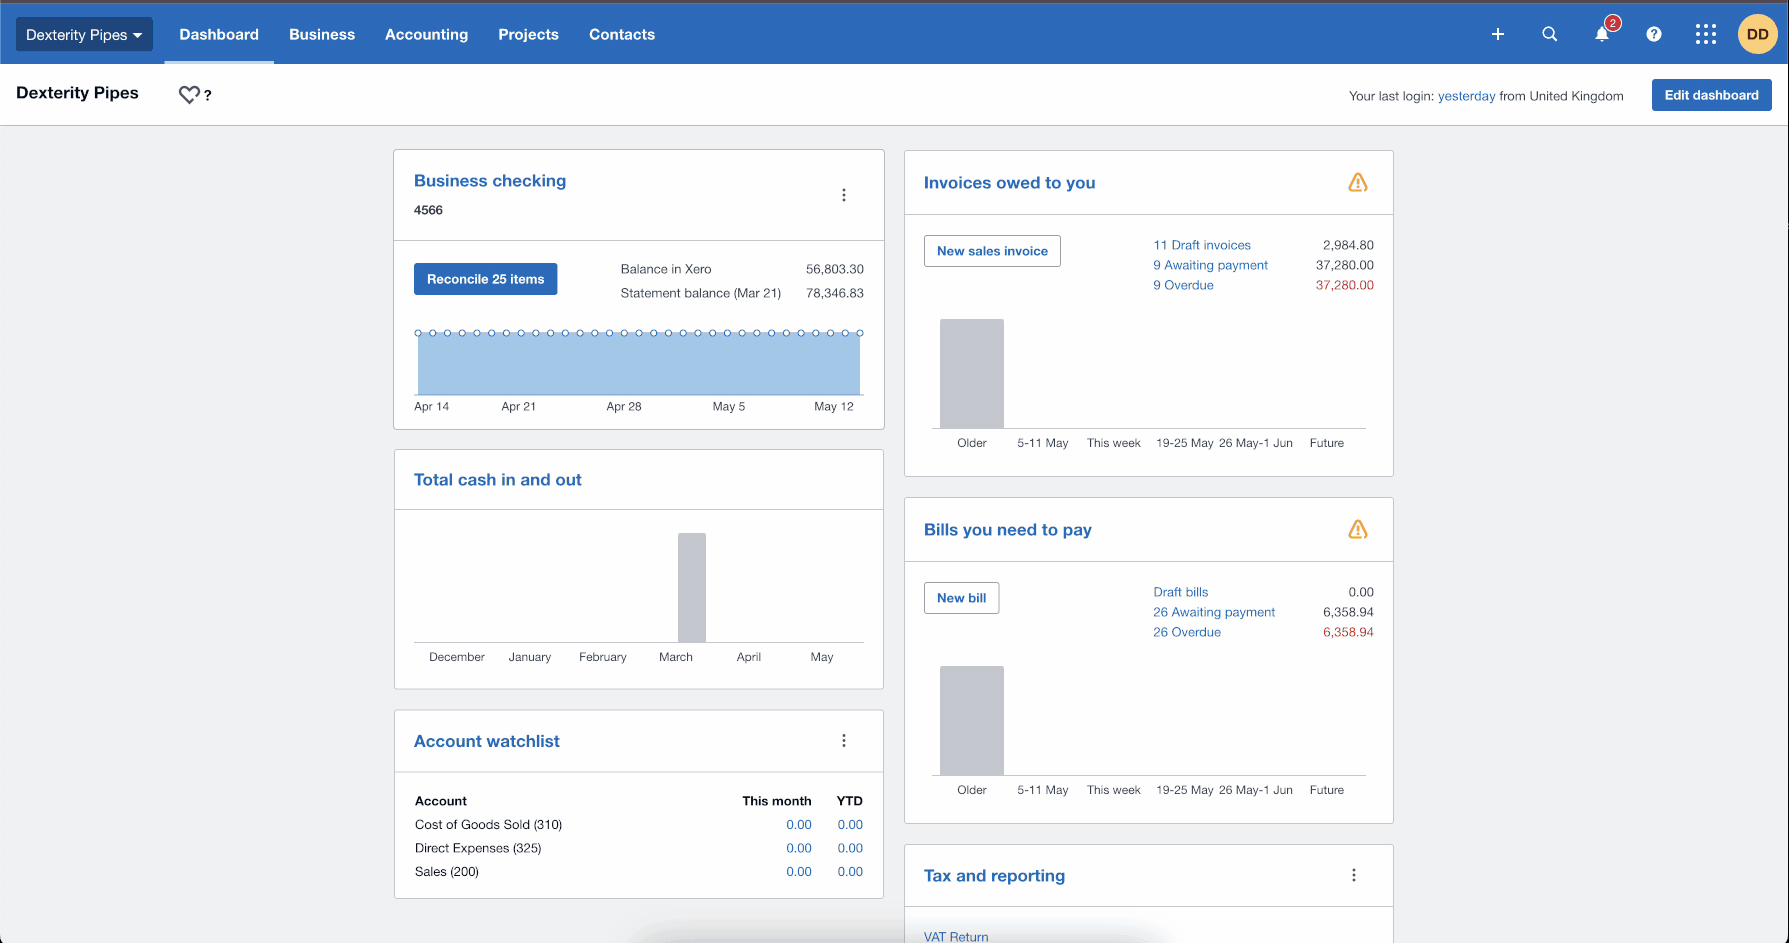 Dexterity Pipes
Dashboard
Business
Accounting
Projects
Contacts
2
?
DD
Dexterity Pipes
?
Your last login: yesterday from United Kingdom
Edit dashboard
Business checking
4566
Reconcile 25 items
Balance in Xero 56,803.30
Statement balance (Mar 21) 78,346.83
Apr 14 Apr 21 Apr 28 May 5 May 12
Total cash in and out
December January February March April May
Account watchlist
Account This month YTD
Cost of Goods Sold (310) 0.00 0.00
Direct Expenses (325) 0.00 0.00
Sales (200) 0.00 0.00
Invoices owed to you
New sales invoice
11 Draft invoices 2,984.80
9 Awaiting payment 37,280.00
9 Overdue 37,280.00
Older 5-11 May This week 19-25 May 26 May-1 Jun Future
Bills you need to pay
New bill
Draft bills 0.00
26 Awaiting payment 6,358.94
26 Overdue 6,358.94
Older 5-11 May This week 19-25 May 26 May-1 Jun Future
Tax and reporting
VAT Return